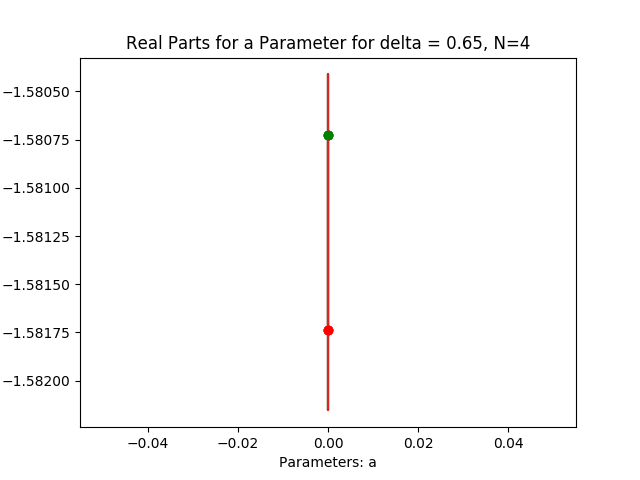 Real Parts for a Parameter for delta = 0.65, N=4
−1.58050
−1.58075
−1.58100
−1.58125
−1.58150
−1.58175
−1.58200
−0.04 −0.02 0.00 0.02 0.04
Parameters: a